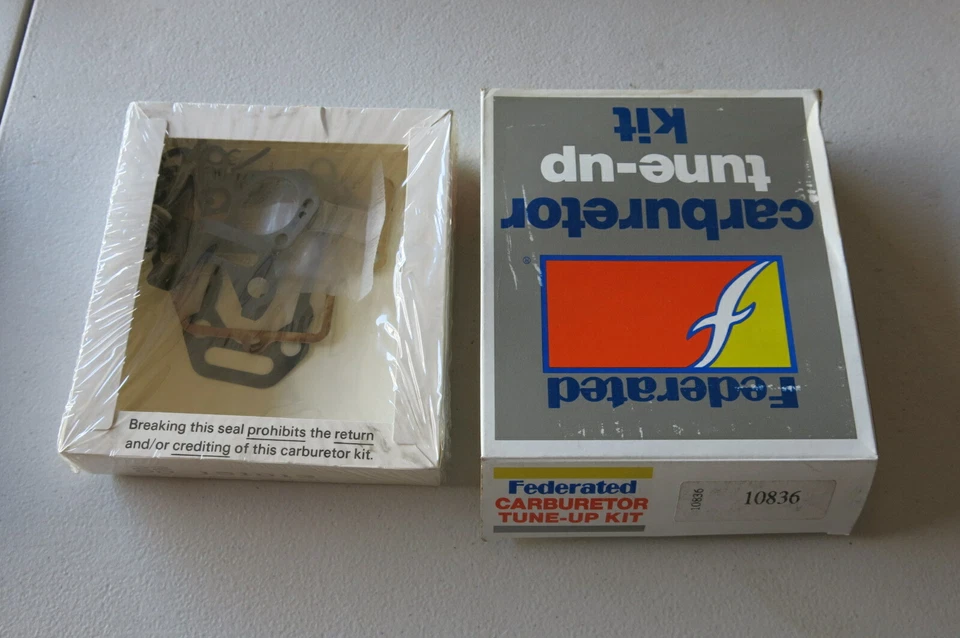 Breaking this seal prohibits the return
and/or crediting of this carburetor kit.
Federated
®
carburetor
tune-up
kit
Federated
CARBURETOR
TUNE-UP KIT
10836
10836